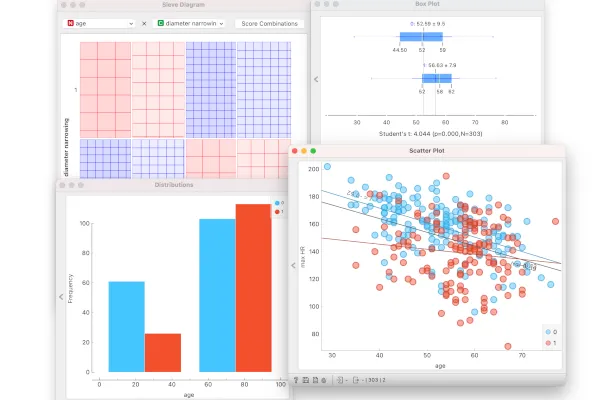 Sieve Diagram
N age
×
C diameter narrowin
Score Combinations
1
diameter narrowing
Box Plot
0: 52.59 ± 9.5
44.50 52 59
1: 56.63 ± 7.9
52 58 62
30 40 50 60 70 80
Student's t: 4.044 (p=0.000,N=303)
Distributions
0
1
100
80
60
40
20
0
Frequency
0 20 40 60 80 100
age
Scatter Plot
200
180
160
140
120
100
80
max HR
30 40 50 60 70
age
0
1
? | 303 | 2